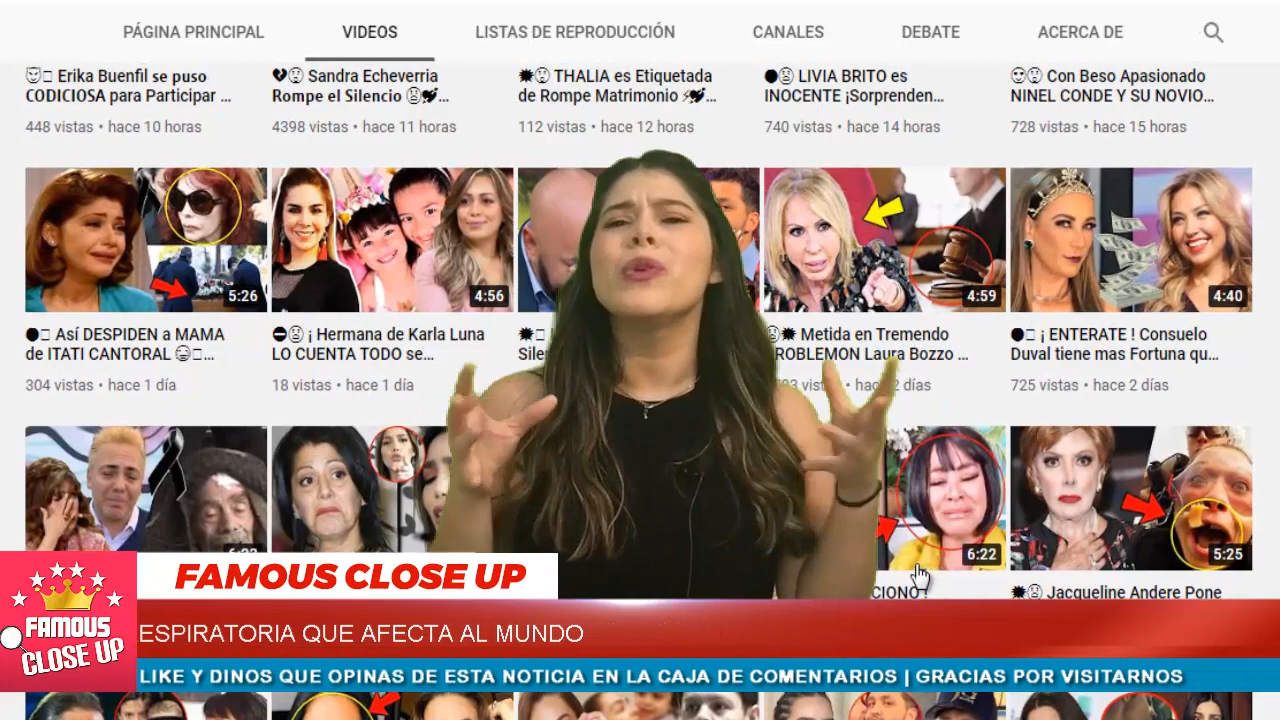 PÁGINA PRINCIPAL VIDEOS LISTAS DE REPRODUCCIÓN CANALES DEBATE ACERCA DE
Erika Buenfil se puso
CODICIOSA para Participar ...
448 vistas • hace 10 horas
Sandra Echeverria
Rompe el Silencio ...
4398 vistas • hace 11 horas
THALIA es Etiquetada
de Rompe Matrimonio ...
112 vistas • hace 12 horas
LIVIA BRITO es
INOCENTE ¡Sorprenden...
740 vistas • hace 14 horas
Con Beso Apasionado
NINEL CONDE Y SU NOVIO...
728 vistas • hace 15 horas
5:26
4:56
4:59
4:40
Así DESPIDEN a MAMA
de ITATI CANTORAL ...
304 vistas • hace 1 día
¡ Hermana de Karla Luna
LO CUENTA TODO se...
18 vistas • hace 1 día
Metida en Tremendo
ROBLEMON Laura Bozzo ...
días
¡ ENTERATE ! Consuelo
Duval tiene mas Fortuna qu...
725 vistas • hace 2 días
6:22
5:25
CIONO !
Jacqueline Andere Pone
FAMOUS CLOSE UP
FAMOUS
CLOSE UP
ESPIRATORIA QUE AFECTA AL MUNDO
LIKE Y DINOS QUE OPINAS DE ESTA NOTICIA EN LA CAJA DE COMENTARIOS | GRACIAS POR VISITARNOS